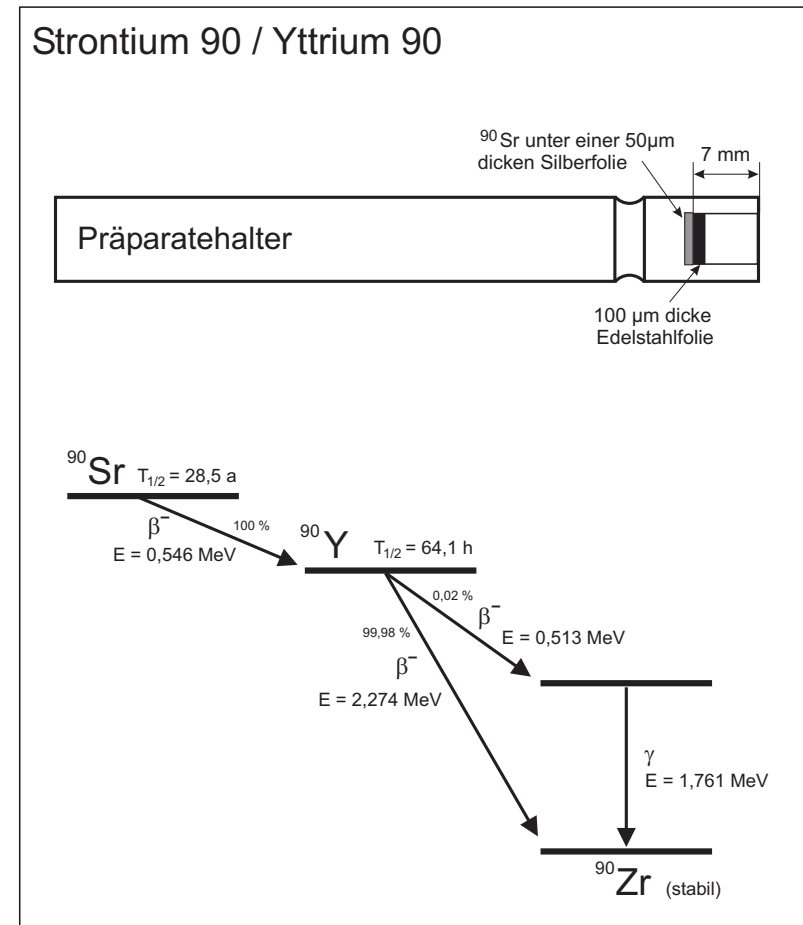 Strontium 90 / Yttrium 90
⁹⁰Sr unter einer 50µm
dicken Silberfolie
7 mm
Präparatehalter
100 µm dicke
Edelstahlfolie
⁹⁰Sr T₁/₂ = 28,5 a
β⁻
100 %
E = 0,546 MeV
⁹⁰Y T₁/₂ = 64,1 h
0,02 %
β⁻
E = 0,513 MeV
99,98 %
β⁻
E = 2,274 MeV
γ
E = 1,761 MeV
⁹⁰Zr (stabil)